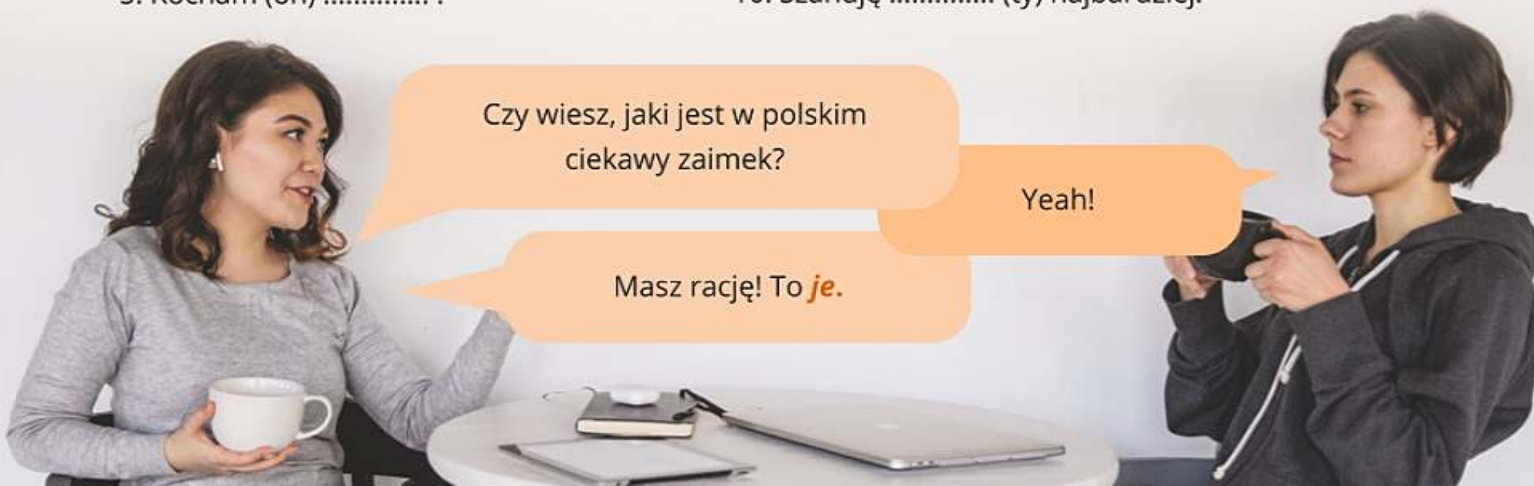 Czy wiesz, jaki jest w polskim
ciekawy zaimek?
Yeah!
Masz rację! To je.